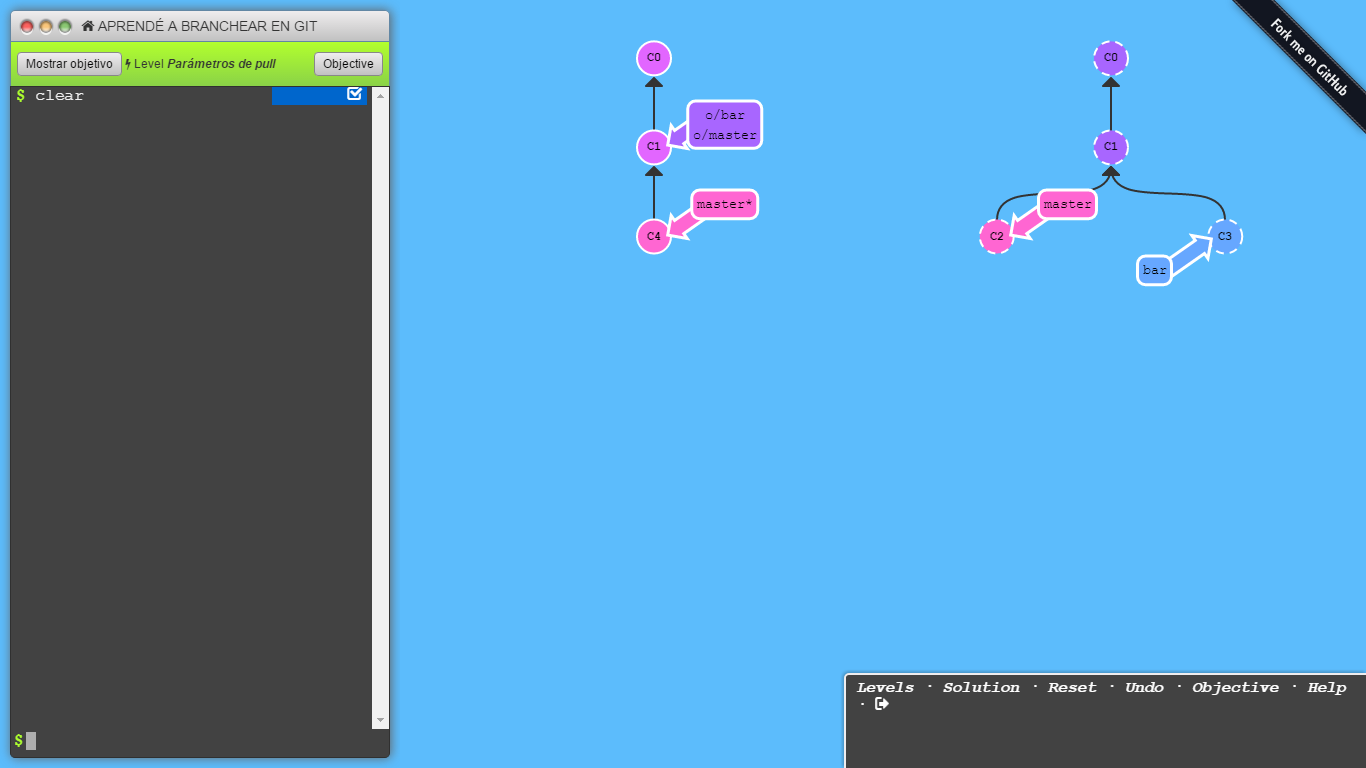 APRENDÉ A BRANCHEAR EN GIT
Mostrar objetivo
Level Parámetros de pull
Objective
$ clear
$
C0
o/bar
o/master
C1
master*
C4
C0
C1
master
C2
C3
bar
Fork me on GitHub
Levels · Solution · Reset · Undo · Objective · Help
·